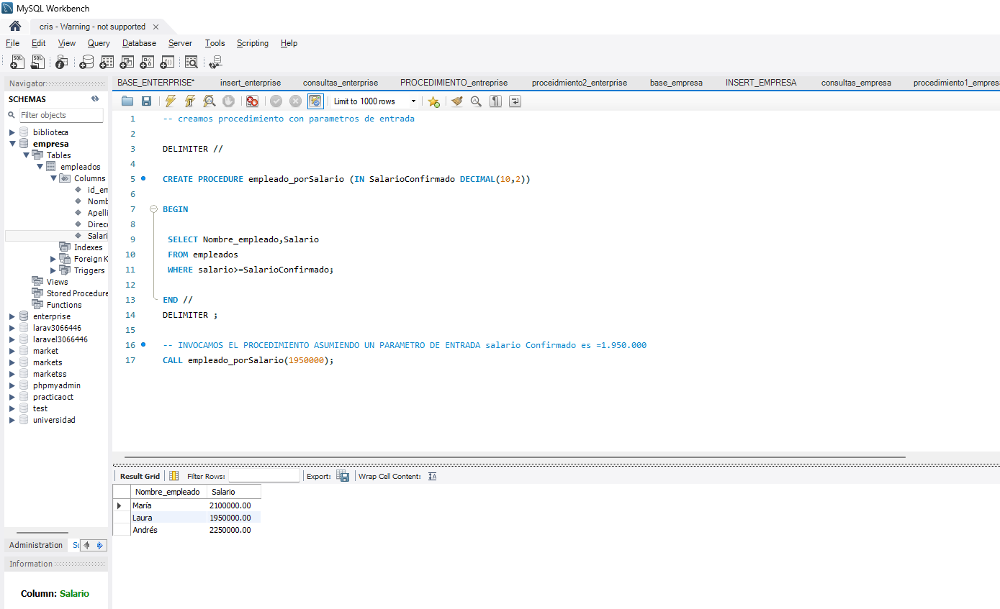 MySQL Workbench
cris - Warning - not supported
File Edit View Query Database Server Tools Scripting Help
Navigator
BASE_ENTERPRISE* insert_enterprise consultas_enterprise PROCEDIMIENTO_entreprise proceidmiento2_enterprise base_empresa INSERT_EMPRESA consultas_empresa procedimiento1_empresa
SCHEMAS
Filter objects
biblioteca
empresa
Tables
empleados
Columns
id_em
Nomb
Apelli
Direc
Salari
Indexes
Foreign K
Triggers
Views
Stored Procedure
Functions
enterprise
larav3066446
laravel3066446
market
markets
marketss
phpmyadmin
practicaoct
test
universidad
Administration Sc
Information
Column: Salario
Limit to 1000 rows
1 -- creamos procedimiento con parametros de entrada
2
3 DELIMITER //
4
5 CREATE PROCEDURE empleado_porSalario (IN SalarioConfirmado DECIMAL(10,2))
6
7 BEGIN
8
9 SELECT Nombre_empleado,Salario
10 FROM empleados
11 WHERE salario>=SalarioConfirmado;
12
13 END //
14 DELIMITER ;
15
16 -- INVOCAMOS EL PROCEDIMIENTO ASUMIENDO UN PARAMETRO DE ENTRADA salario Confirmado es =1.950.000
17 CALL empleado_porSalario(1950000);
Result Grid Filter Rows: Export: Wrap Cell Content:
Nombre_empleado Salario
María 2100000.00
Laura 1950000.00
Andrés 2250000.00